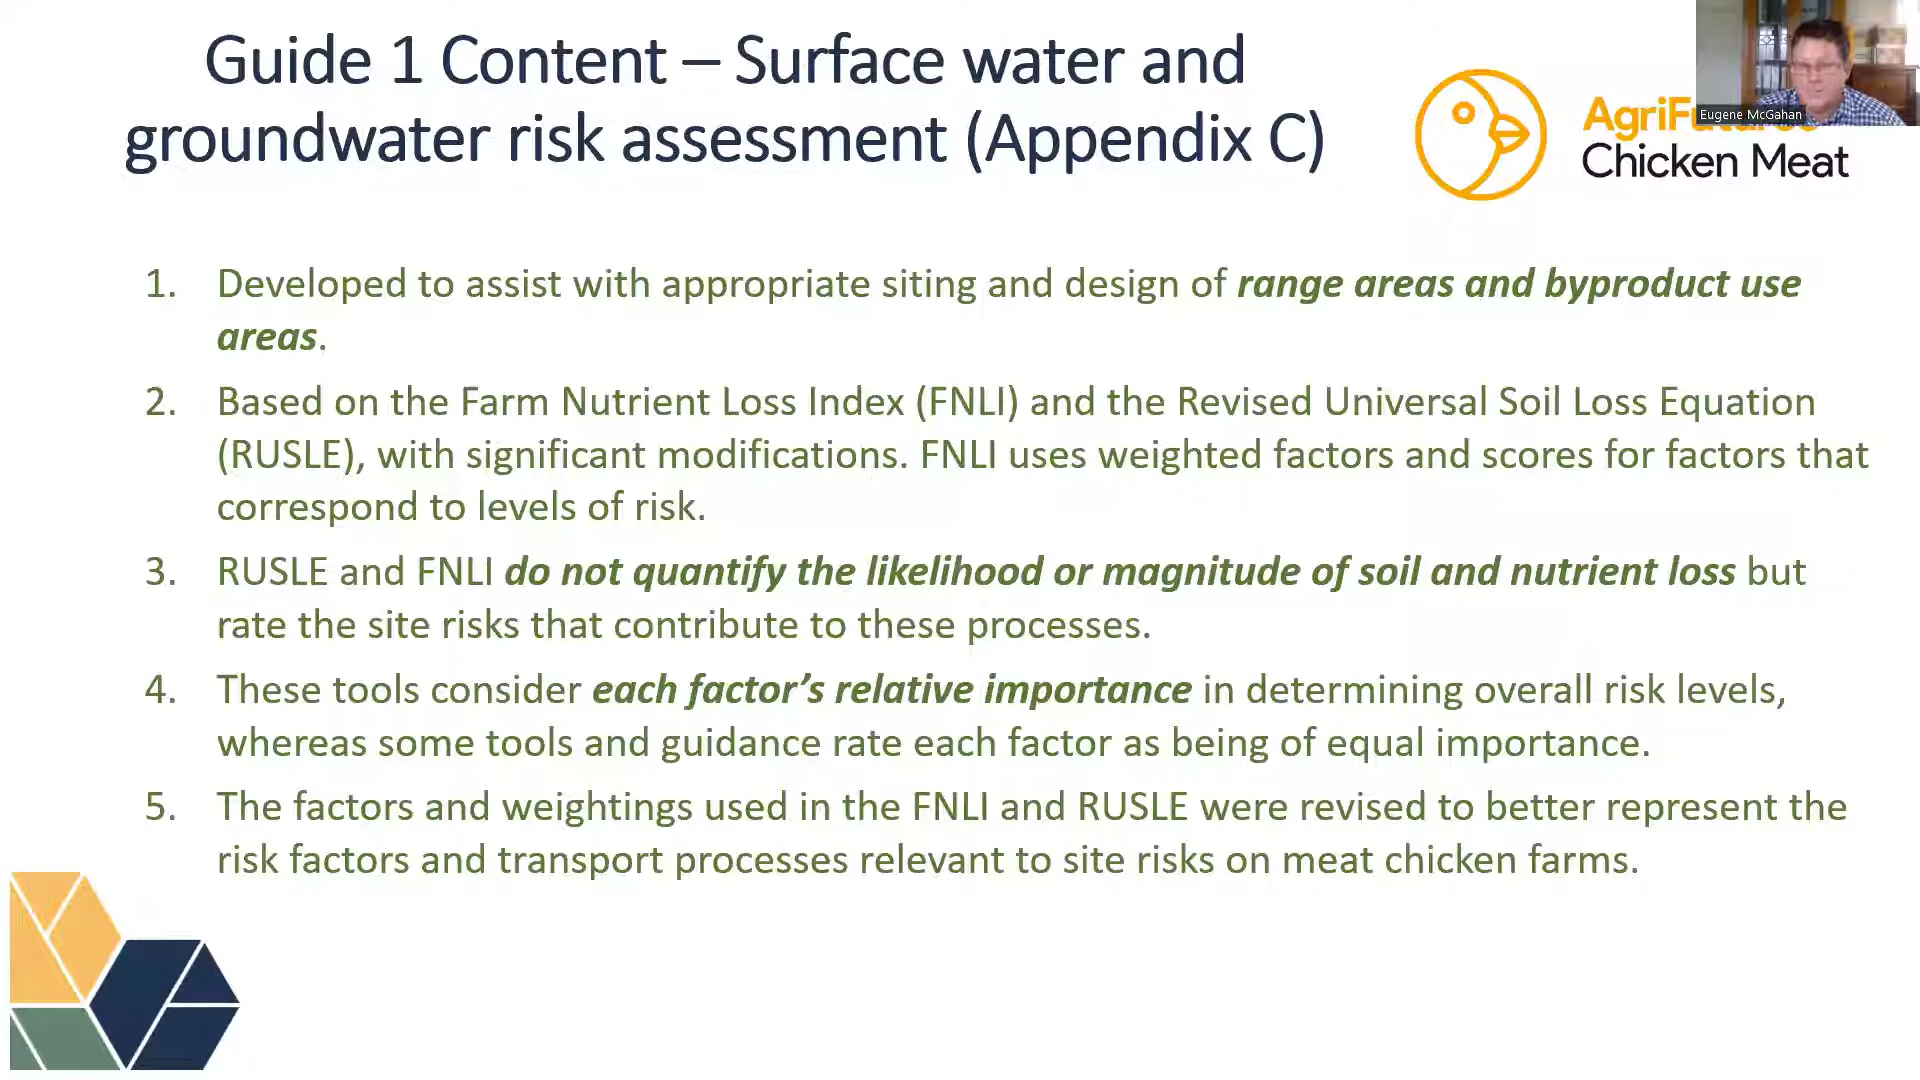 Guide 1 Content – Surface water and
groundwater risk assessment (Appendix C)
Eugene McGahan
Chicken Meat
1. Developed to assist with appropriate siting and design of range areas and byproduct use
areas.
2. Based on the Farm Nutrient Loss Index (FNLI) and the Revised Universal Soil Loss Equation
(RUSLE), with significant modifications. FNLI uses weighted factors and scores for factors that
correspond to levels of risk.
3. RUSLE and FNLI do not quantify the likelihood or magnitude of soil and nutrient loss but
rate the site risks that contribute to these processes.
4. These tools consider each factor’s relative importance in determining overall risk levels,
whereas some tools and guidance rate each factor as being of equal importance.
5. The factors and weightings used in the FNLI and RUSLE were revised to better represent the
risk factors and transport processes relevant to site risks on meat chicken farms.